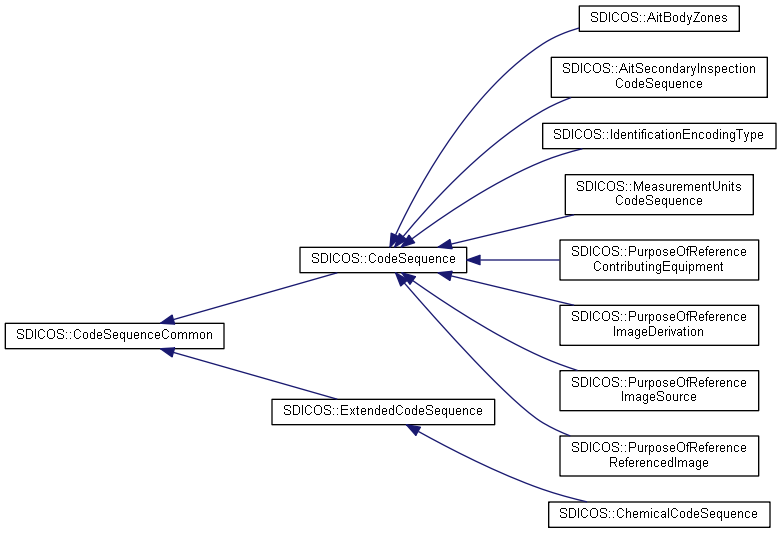 SDICOS::AitBodyZones
SDICOS::AitSecondaryInspection
CodeSequence
SDICOS::IdentificationEncodingType
SDICOS::MeasurementUnits
CodeSequence
SDICOS::CodeSequence
SDICOS::PurposeOfReference
ContributingEquipment
SDICOS::PurposeOfReference
ImageDerivation
SDICOS::CodeSequenceCommon
SDICOS::PurposeOfReference
ImageSource
SDICOS::ExtendedCodeSequence
SDICOS::PurposeOfReference
ReferencedImage
SDICOS::ChemicalCodeSequence